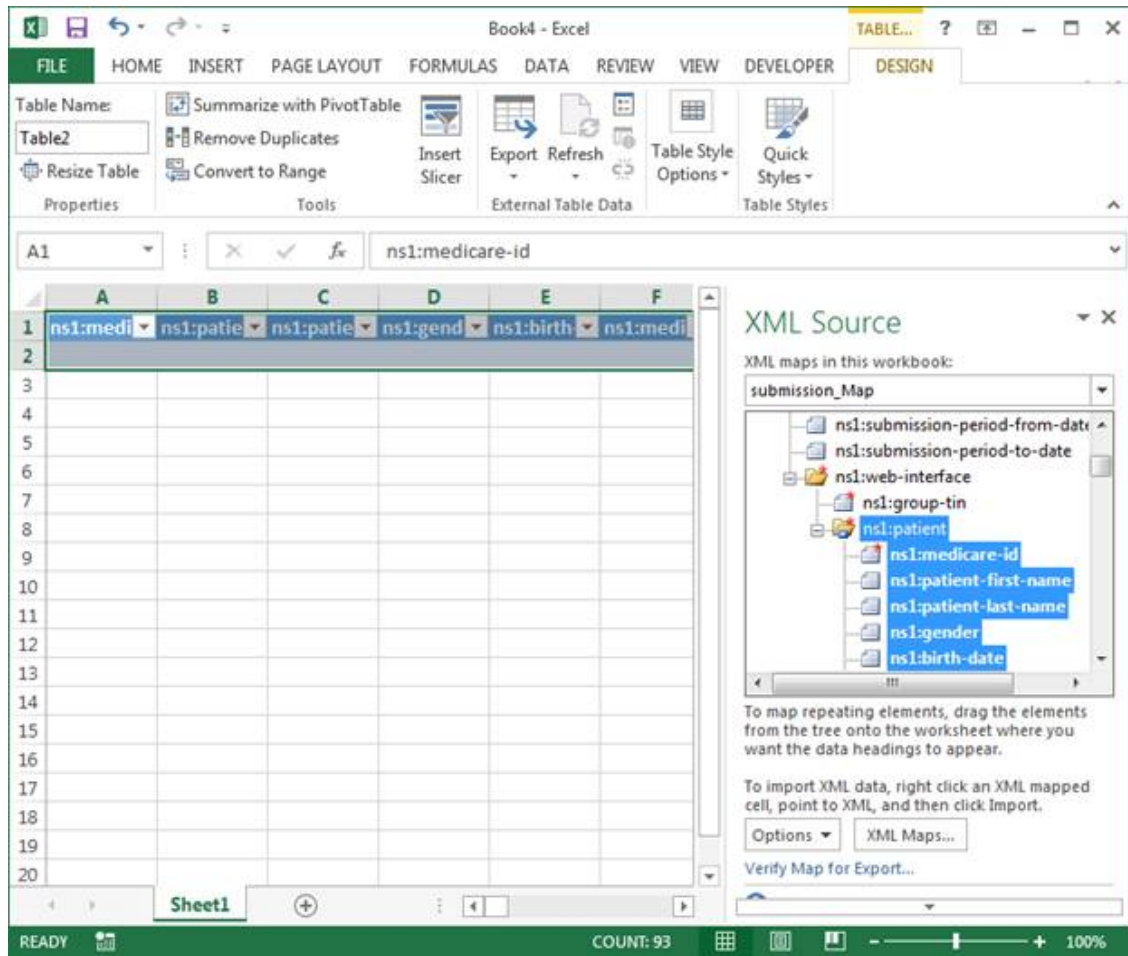 Book4 - Excel
TABLE... ?
FILE HOME INSERT PAGE LAYOUT FORMULAS DATA REVIEW VIEW DEVELOPER DESIGN
Table Name:
Table2
Resize Table
Properties
Summarize with PivotTable
Remove Duplicates
Convert to Range
Tools
Insert
Slicer
Export Refresh
External Table Data
Table Style
Options
Quick
Styles
Table Styles
A1 fx ns1:medicare-id
A B C D E F
1 ns1:medi ns1:patie ns1:patie ns1:gend ns1:birth- ns1:medi
2
3
4
5
6
7
8
9
10
11
12
13
14
15
16
17
18
19
20
XML Source
XML maps in this workbook:
submission_Map
ns1:submission-period-from-date
ns1:submission-period-to-date
ns1:web-interface
ns1:group-tin
ns1:patient
ns1:medicare-id
ns1:patient-first-name
ns1:patient-last-name
ns1:gender
ns1:birth-date
To map repeating elements, drag the elements
from the tree onto the worksheet where you
want the data headings to appear.
To import XML data, right click an XML mapped
cell, point to XML, and then click Import.
Options XML Maps...
Verify Map for Export...
Sheet1
READY COUNT: 93 100%